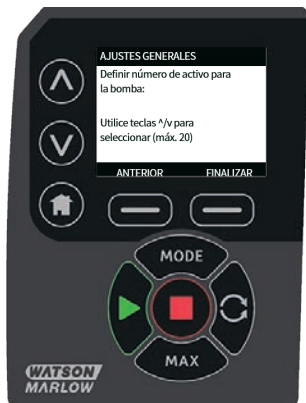 AJUSTES GENERALES
Definir número de activo para
la bomba:
Utilice teclas ^/v para
seleccionar (máx. 20)
ANTERIOR
FINALIZAR
MODE
MAX
WATSON
MARLOW